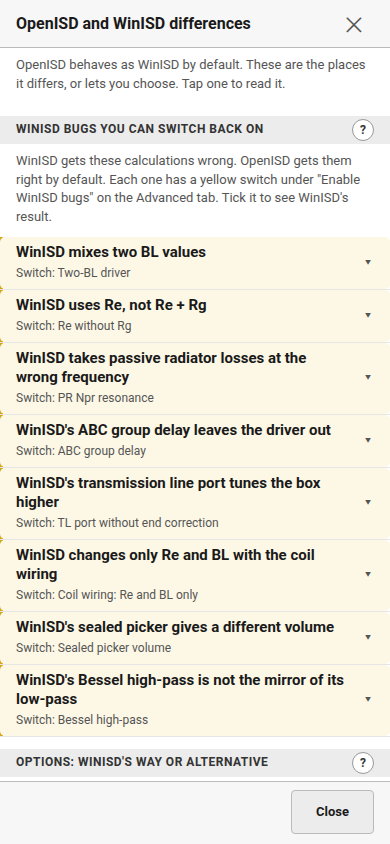 OpenISD and WinISD differences
OpenISD behaves as WinISD by default. These are the places
it differs, or lets you choose. Tap one to read it.
WINISD BUGS YOU CAN SWITCH BACK ON
?
WinISD gets these calculations wrong. OpenISD gets them
right by default. Each one has a yellow switch under "Enable
WinISD bugs" on the Advanced tab. Tick it to see WinISD's
result.
WinISD mixes two BL values
Switch: Two-BL driver
WinISD uses Re, not Re + Rg
Switch: Re without Rg
WinISD takes passive radiator losses at the
wrong frequency
Switch: PR Npr resonance
WinISD's ABC group delay leaves the driver out
Switch: ABC group delay
WinISD's transmission line port tunes the box
higher
Switch: TL port without end correction
WinISD changes only Re and BL with the coil
wiring
Switch: Coil wiring: Re and BL only
WinISD's sealed picker gives a different volume
Switch: Sealed picker volume
WinISD's Bessel high-pass is not the mirror of its
low-pass
Switch: Bessel high-pass
OPTIONS: WINISD'S WAY OR ALTERNATIVE
?
Close